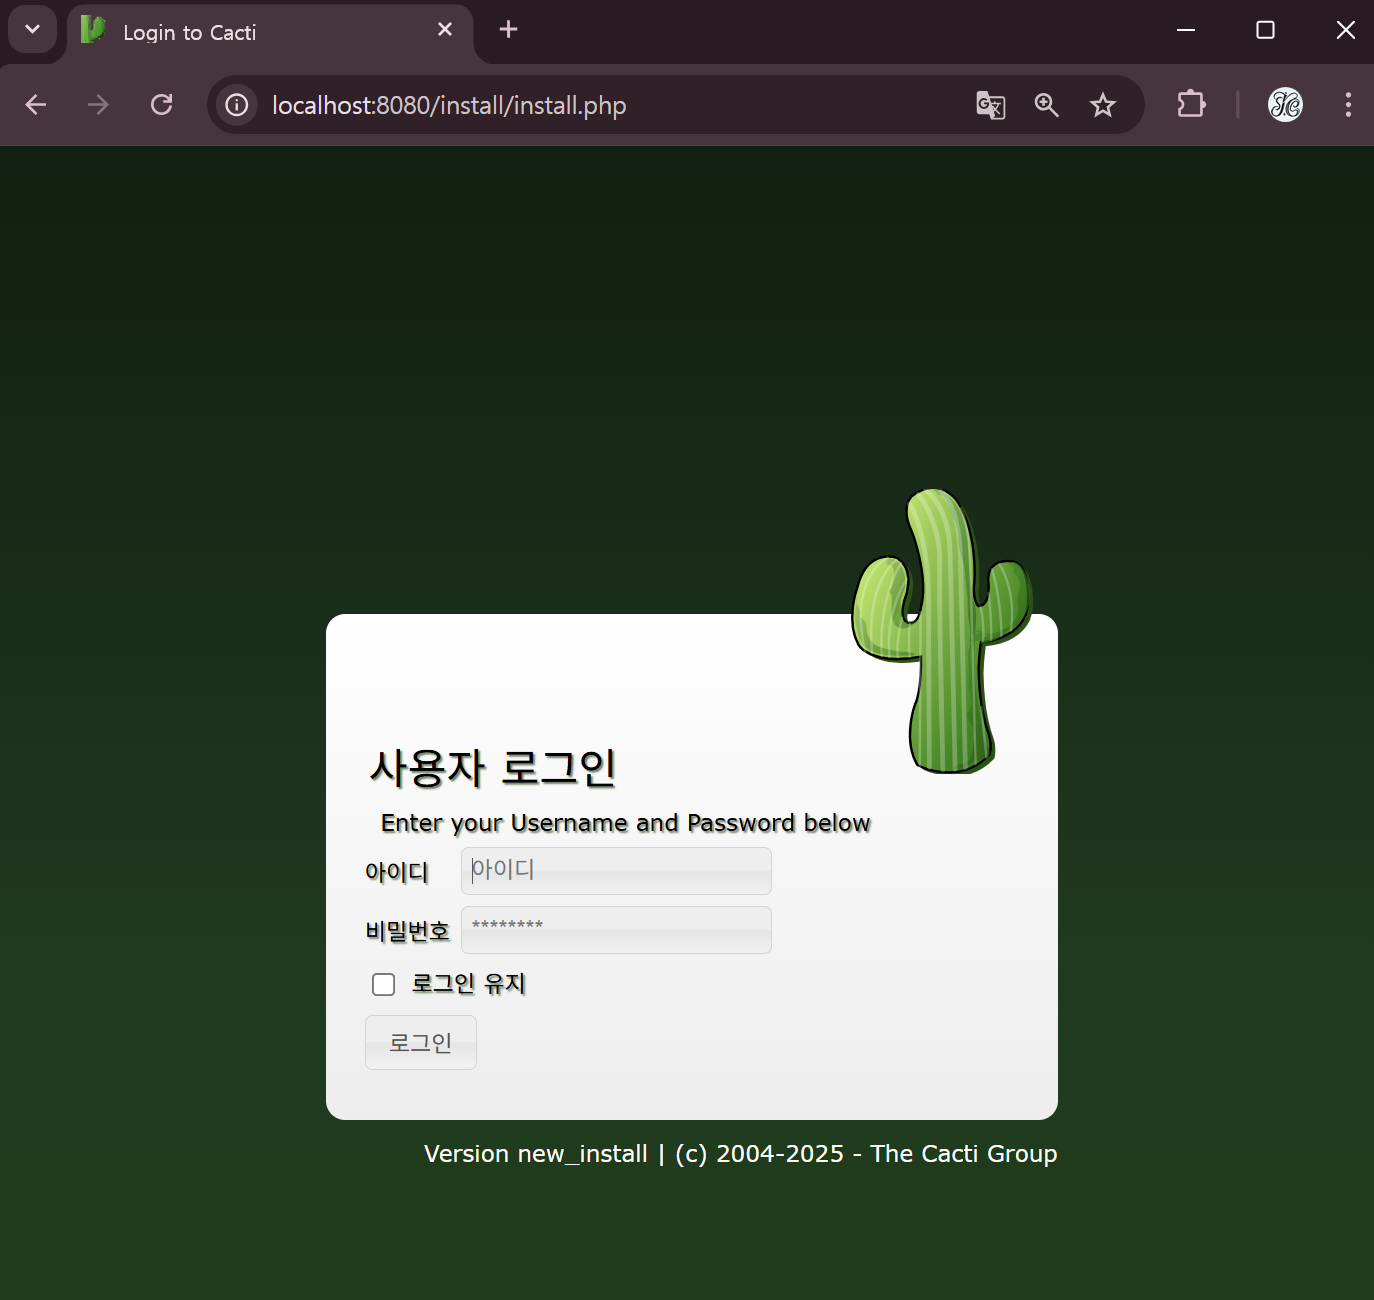 Login to Cacti
localhost:8080/install/install.php
사용자 로그인
Enter your Username and Password below
아이디 아이디
비밀번호 ********
로그인 유지
로그인
Version new_install | (c) 2004-2025 - The Cacti Group